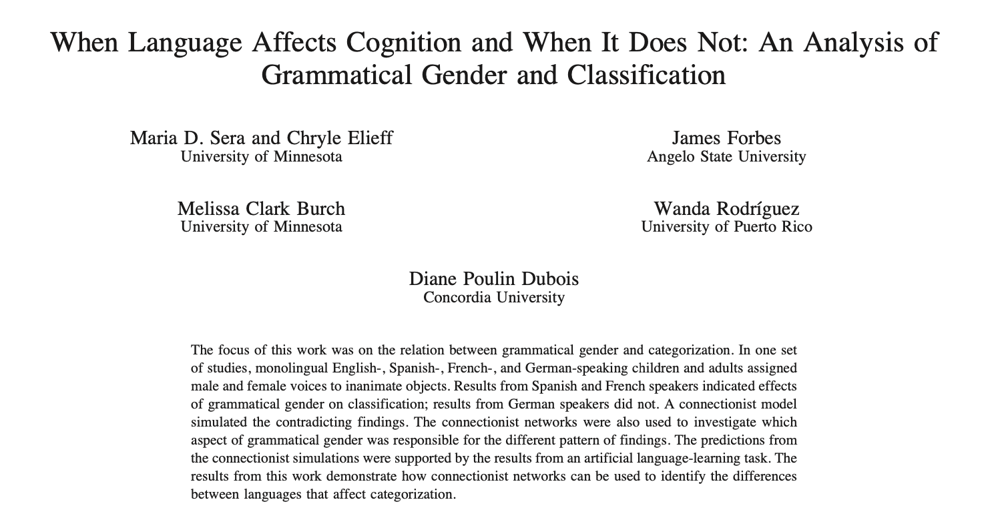 When Language Affects Cognition and When It Does Not: An Analysis of
Grammatical Gender and Classification
Maria D. Sera and Chryle Elieff
University of Minnesota
James Forbes
Angelo State University
Melissa Clark Burch
University of Minnesota
Wanda Rodríguez
University of Puerto Rico
Diane Poulin Dubois
Concordia University
The focus of this work was on the relation between grammatical gender and categorization. In one set
of studies, monolingual English-, Spanish-, French-, and German-speaking children and adults assigned
male and female voices to inanimate objects. Results from Spanish and French speakers indicated effects
of grammatical gender on classification; results from German speakers did not. A connectionist model
simulated the contradicting findings. The connectionist networks were also used to investigate which
aspect of grammatical gender was responsible for the different pattern of findings. The predictions from
the connectionist simulations were supported by the results from an artificial language-learning task. The
results from this work demonstrate how connectionist networks can be used to identify the differences
between languages that affect categorization.